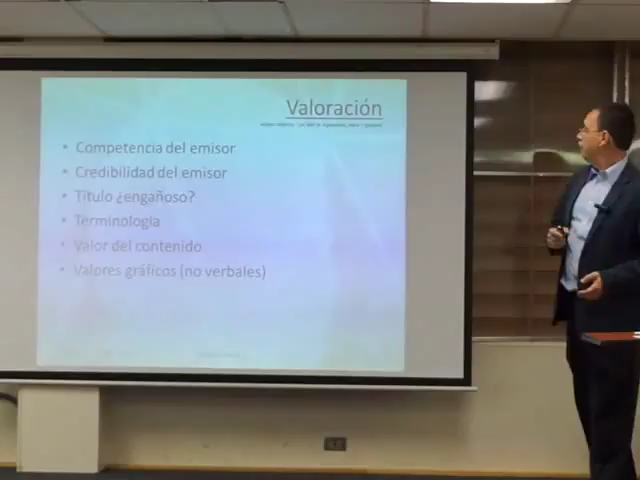 Valoración
• Competencia del emisor
• Credibilidad del emisor
• Título ¿engañoso?
• Terminología
• Valor del contenido
• Valores gráficos (no verbales)